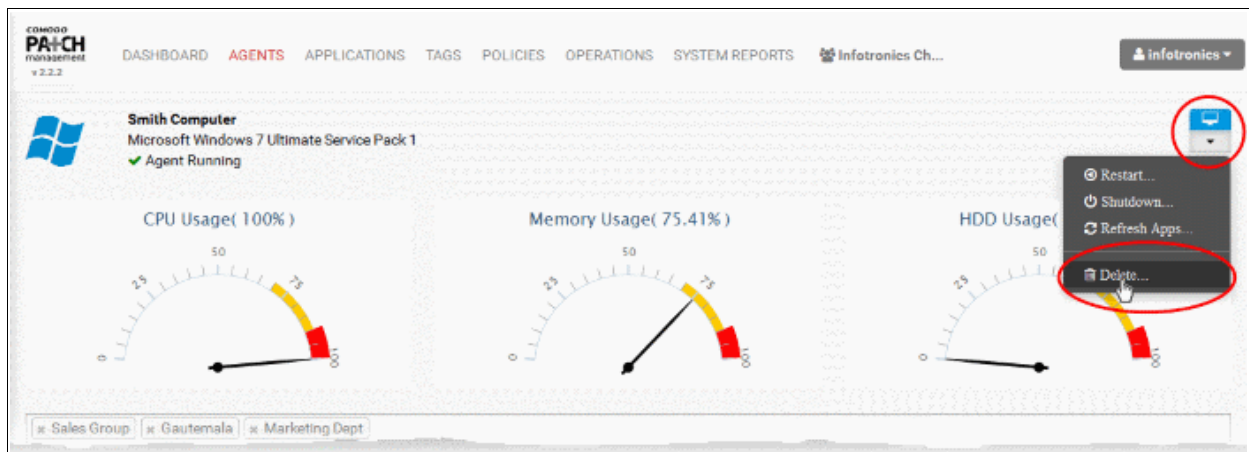 COMODO
PATCH
management
v 2.2.2
DASHBOARD AGENTS APPLICATIONS TAGS POLICIES OPERATIONS SYSTEM REPORTS Infotronics Ch... infotronics
Smith Computer
Microsoft Windows 7 Ultimate Service Pack 1
Agent Running
Restart...
Shutdown...
Refresh Apps...
Delete...
CPU Usage( 100% )
0 25 50 75 100
Memory Usage( 75.41% )
0 25 50 75 100
HDD Usage(
0 25 50 100
Sales Group Gautemala Marketing Dept